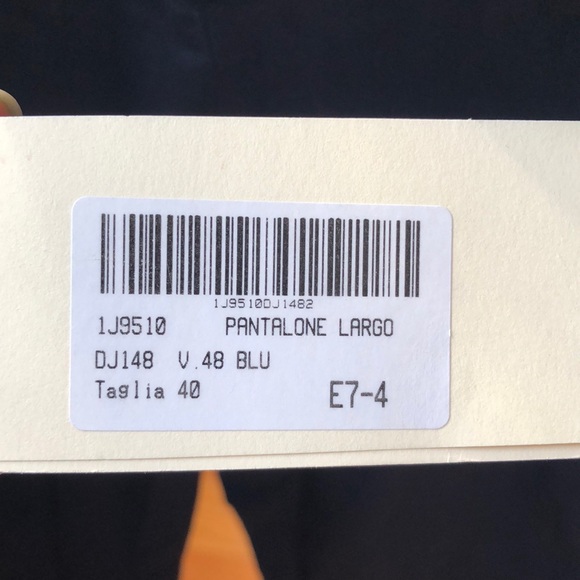 1J9510DJ1482
1J9510 PANTALONE LARGO
DJ148 V.48 BLU
Taglia 40 E7-4